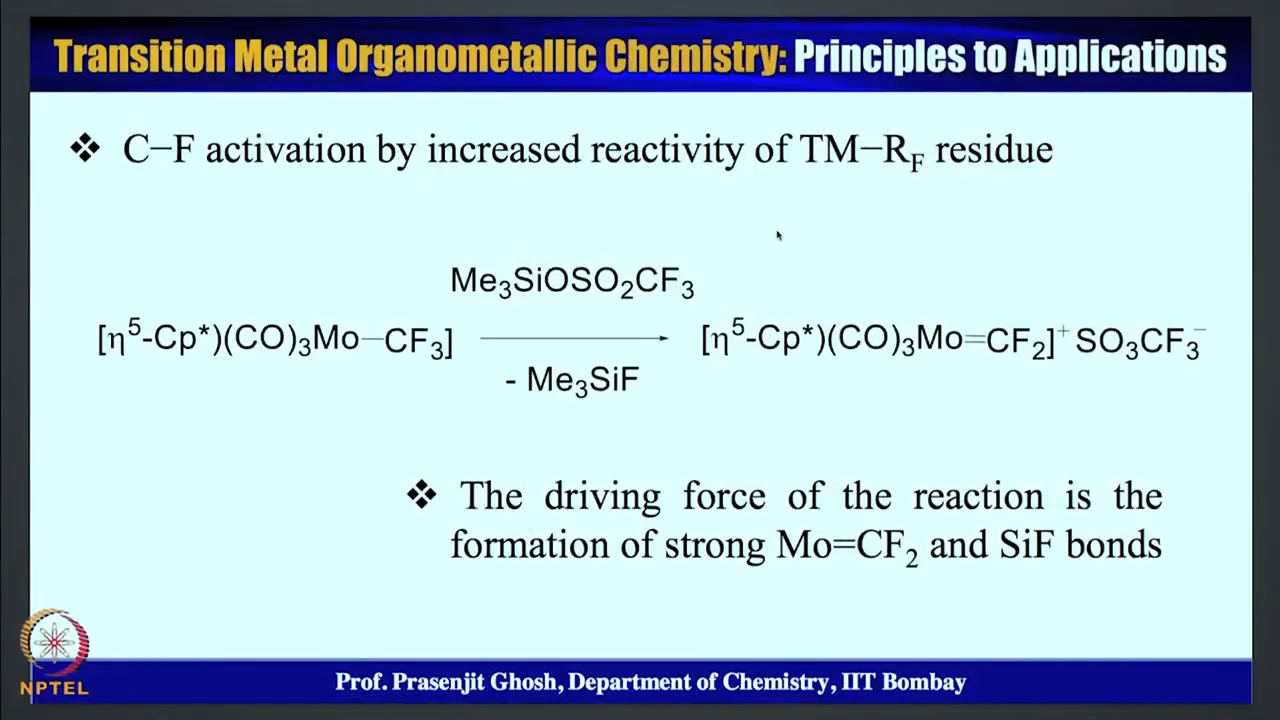 Transition Metal Organometallic Chemistry: Principles to Applications
❖ C−F activation by increased reactivity of TM−R_F residue
Me₃SiOSO₂CF₃
[η⁵-Cp*)(CO)₃Mo−CF₃] [η⁵-Cp*)(CO)₃Mo=CF₂]⁺ SO₃CF₃⁻
- Me₃SiF
❖ The driving force of the reaction is the
formation of strong Mo=CF₂ and SiF bonds
NPTEL
Prof. Prasenjit Ghosh, Department of Chemistry, IIT Bombay